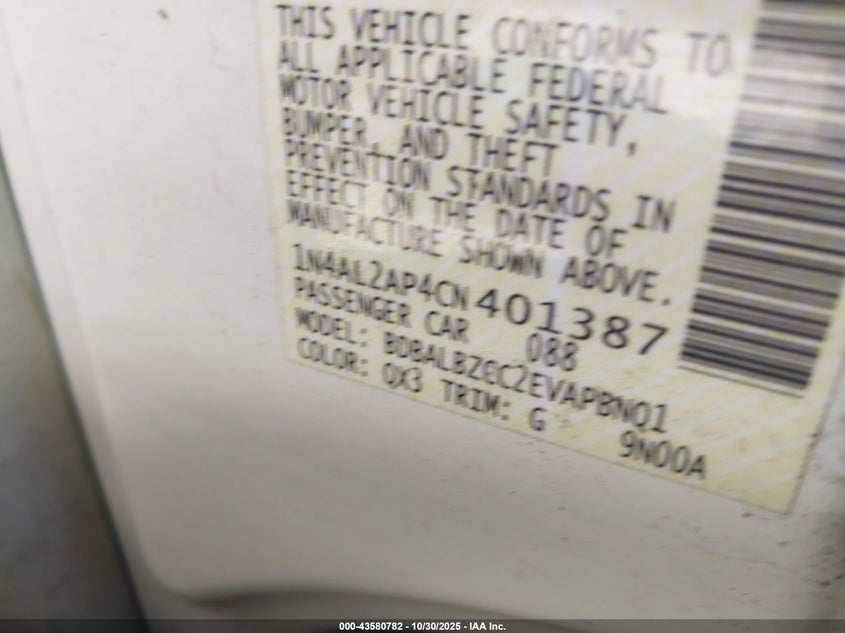 THIS VEHICLE CONFORMS TO
ALL APPLICABLE FEDERAL
MOTOR VEHICLE SAFETY,
BUMPER, AND THEFT
PREVENTION STANDARDS IN
EFFECT ON THE DATE OF
MANUFACTURE SHOWN ABOVE.
1N4AL2AP4CN401387
PASSENGER CAR 088
MODEL: BDBALBZCC2EVAPBNQ1
COLOR: QX3 TRIM: G 9N00A
000-43580782 - 10/30/2025 - IAA Inc.